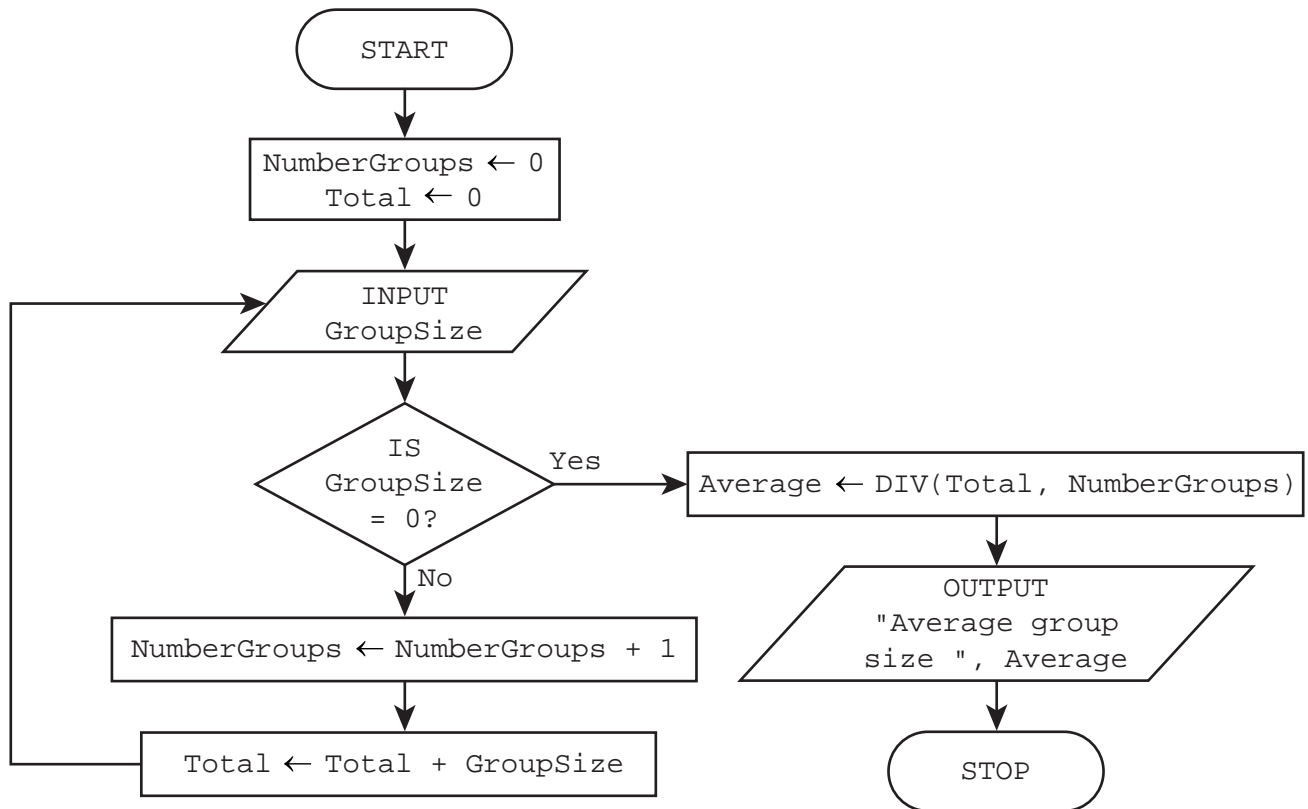 START
NumberGroups ← 0
Total ← 0
INPUT
GroupSize
IS
GroupSize
= 0?
Yes
No
NumberGroups ← NumberGroups + 1
Total ← Total + GroupSize
Average ← DIV(Total, NumberGroups)
OUTPUT
"Average group
size ", Average
STOP